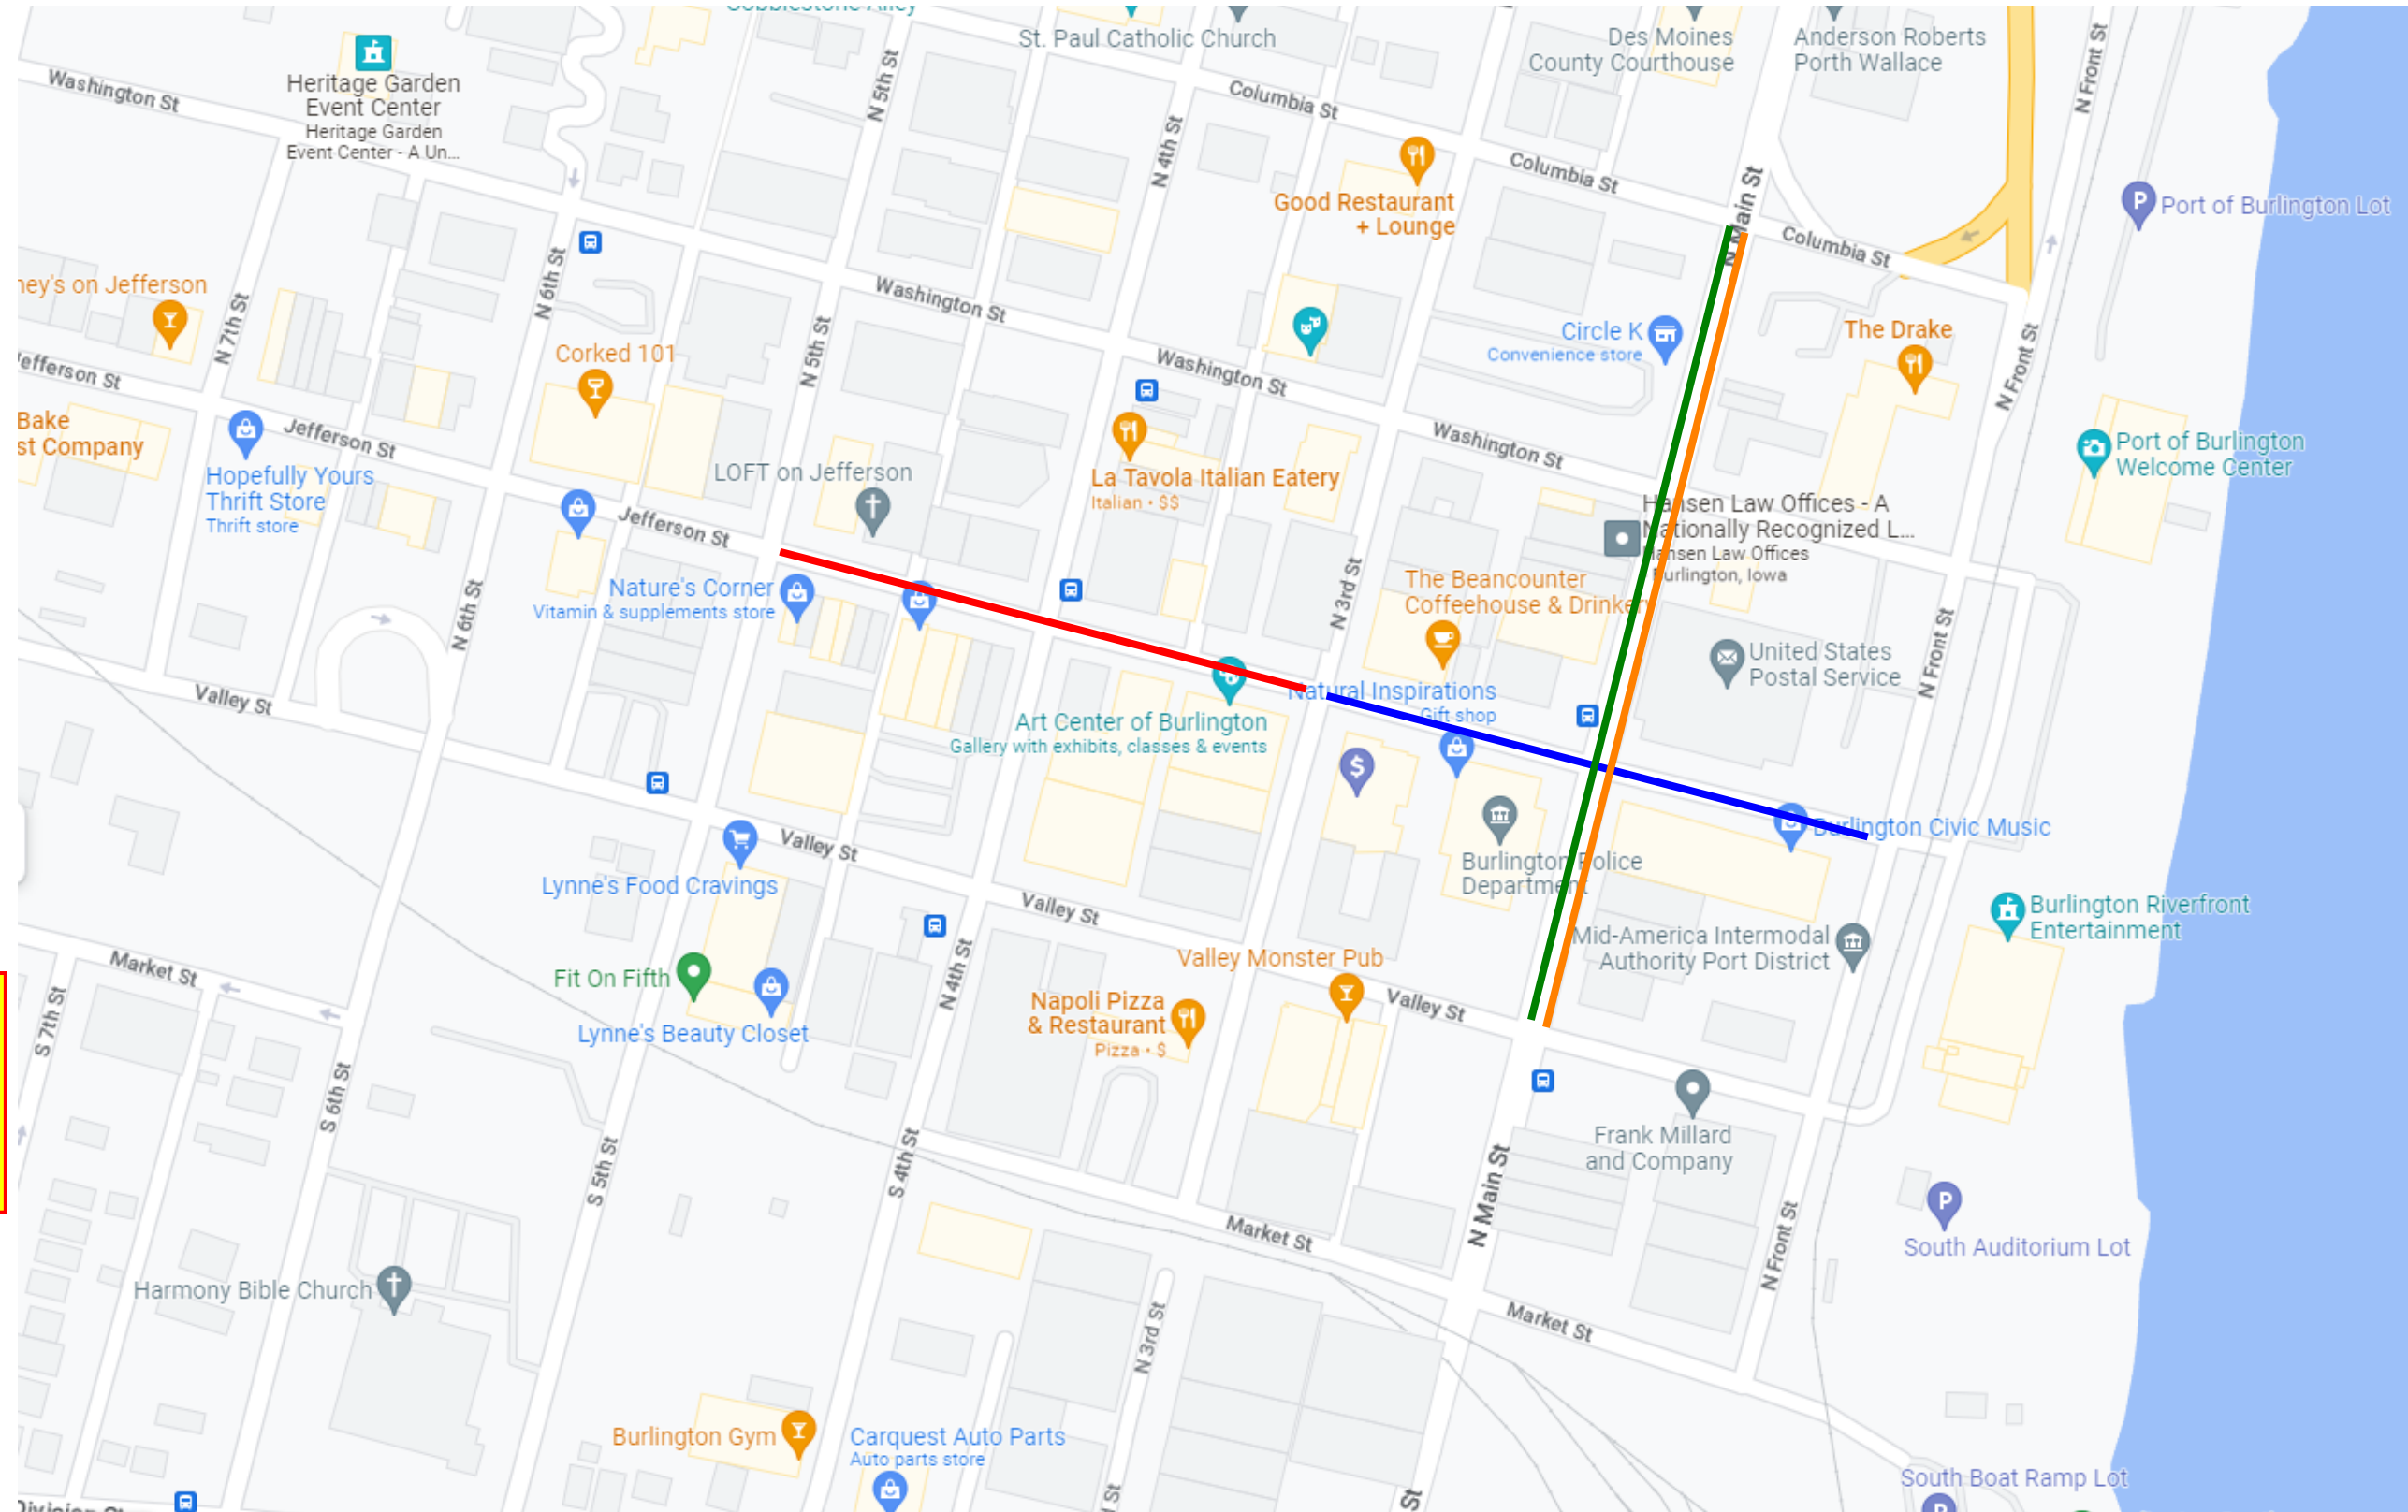 Cobblestone Alley
St. Paul Catholic Church
Des Moines
County Courthouse
Anderson Roberts
Porth Wallace
N Front St
Washington St
Heritage Garden
Event Center
Heritage Garden
Event Center - A Un...
N 5th St
N 4th St
Columbia St
Columbia St
Good Restaurant
+ Lounge
N Main St
Columbia St
P
Port of Burlington Lot
ney's on Jefferson
N 7th St
N 6th St
Washington St
N 5th St
Washington St
Circle K
Convenience store
The Drake
N Front St
Corked 101
Jefferson St
Bake
st Company
Jefferson St
Hopefully Yours
Thrift Store
Thrift store
LOFT on Jefferson
La Tavola Italian Eatery
Italian • $$
Washington St
Port of Burlington
Welcome Center
Hansen Law Offices - A
Nationally Recognized L...
Hansen Law Offices
Burlington, Iowa
Jefferson St
Nature's Corner
Vitamin & supplements store
N 6th St
N 3rd St
The Beancounter
Coffeehouse & Drinkery
United States
Postal Service
N Front St
Valley St
Natural Inspirations
Gift shop
Art Center of Burlington
Gallery with exhibits, classes & events
$
Burlington Civic Music
Valley St
Lynne's Food Cravings
Burlington Police
Department
Valley St
Burlington Riverfront
Entertainment
Mid-America Intermodal
Authority Port District
Market St
S 7th St
Fit On Fifth
Lynne's Beauty Closet
N 4th St
Valley Monster Pub
Napoli Pizza
& Restaurant
Pizza • $
Valley St
S 6th St
S 5th St
S 4th St
Frank Millard
and Company
N Main St
Market St
N Front St
P
South Auditorium Lot
Harmony Bible Church
N 3rd St
Market St
Burlington Gym
Carquest Auto Parts
Auto parts store
South Boat Ramp Lot
P
Division St
St
St